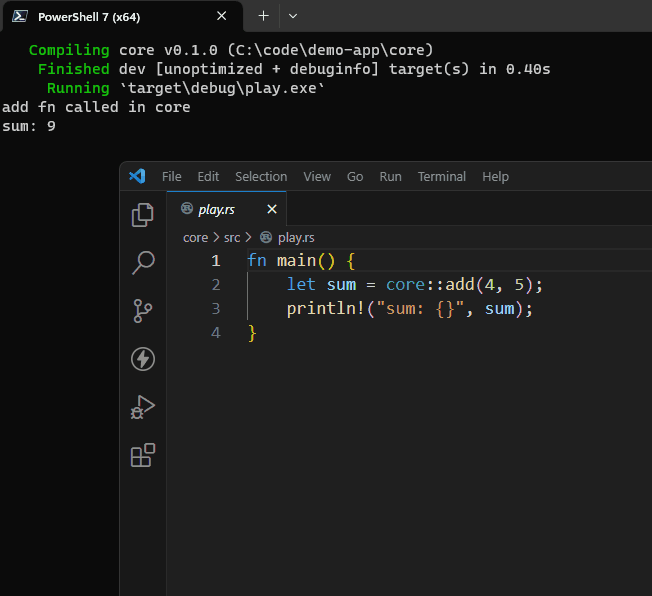 PowerShell 7 (x64)
Compiling core v0.1.0 (C:\code\demo-app\core)
Finished dev [unoptimized + debuginfo] target(s) in 0.40s
Running `target\debug\play.exe`
add fn called in core
sum: 9
File Edit Selection View Go Run Terminal Help
play.rs
core > src > play.rs
1 fn main() {
2     let sum = core::add(4, 5);
3     println!("sum: {}", sum);
4 }